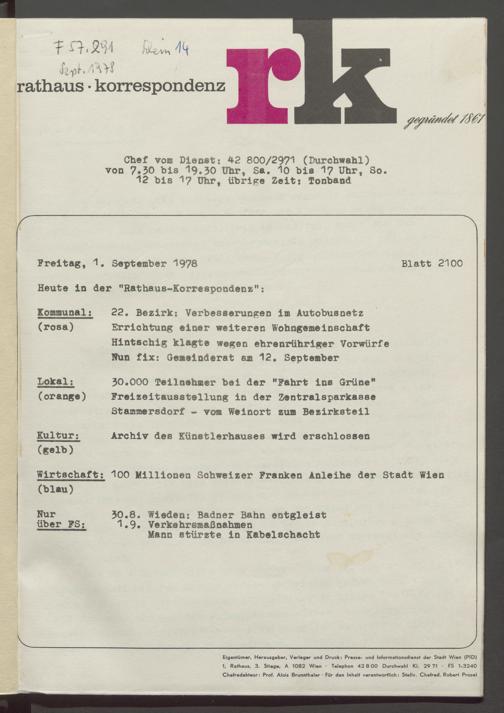 F 57.291
14
Sept. 1978
rk
rathaus · korrespondenz
gegründet 1861
Chef vom Dienst: 42 800/2971 (Durchwahl)
von 7.30 bis 19.30 Uhr, Sa. 10 bis 17 Uhr, So.
12 bis 17 Uhr, übrige Zeit: Tonband
Freitag, 1. September 1978 Blatt 2100
Heute in der "Rathaus-Korrespondenz":
Kommunal: 22. Bezirk: Verbesserungen im Autobusnetz
(rosa) Errichtung einer weiteren Wohngemeinschaft
Hintschig klagte wegen ehrenrühriger Vorwürfe
Nun fix: Gemeinderat am 12. September
Lokal: 30.000 Teilnehmer bei der "Fahrt ins Grüne"
(orange) Freizeitausstellung in der Zentralsparkasse
Stammersdorf - vom Weinort zum Bezirksteil
Kultur: Archiv des Künstlerhauses wird erschlossen
(gelb)
Wirtschaft: 100 Millionen Schweizer Franken Anleihe der Stadt Wien
(blau)
Nur 30.8. Wieden: Badner Bahn entgleist
über FS: 1.9. Verkehrsmaßnahmen
Mann stürzte in Kabelschacht
Eigentümer, Herausgeber, Verleger und Druck: Presse- und Informationsdienst der Stadt Wien (PID)
1, Rathaus, 3. Stiege, A 1082 Wien · Telephon 42 8 00 Durchwahl Kl. 29 71 · FS 1-3240
Chefredakteur: Prof. Alois Brunnthaler · Für den Inhalt verantwortlich: Stellv. Chefred. Robert Prosel